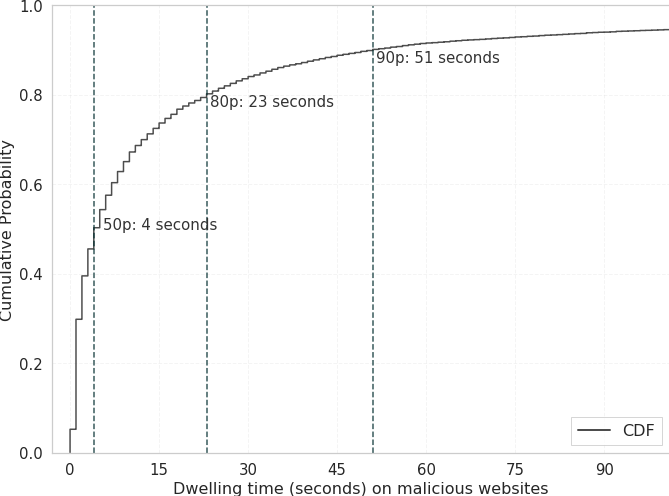 1.0
0.8
0.6
0.4
0.2
0.0
Cumulative Probability
90p: 51 seconds
80p: 23 seconds
50p: 4 seconds
CDF
0 15 30 45 60 75 90
Dwelling time (seconds) on malicious websites